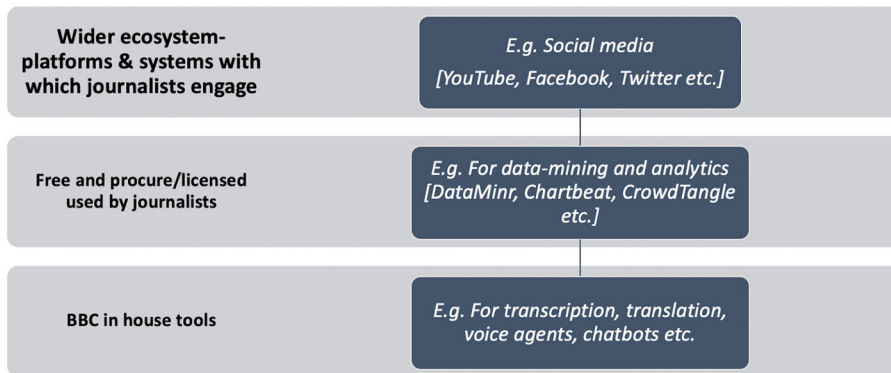 Wider ecosystem-
platforms & systems with
which journalists engage
E.g. Social media
[YouTube, Facebook, Twitter etc.]
Free and procure/licensed
used by journalists
E.g. For data-mining and analytics
[DataMinr, Chartbeat, CrowdTangle
etc.]
BBC in house tools
E.g. For transcription, translation,
voice agents, chatbots etc.